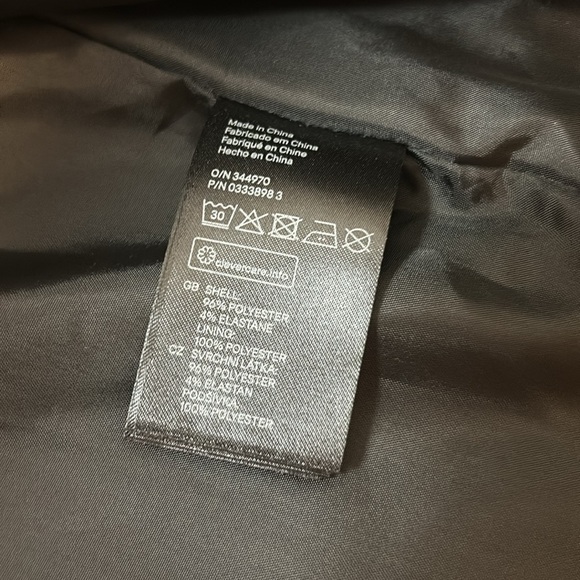 Made in China
Fabricado em China
Fabriqué en Chine
Hecho en China
O/N 344970
P/N 0333898 3
30
clevercare.info
GB SHELL:
96% POLYESTER
4% ELASTANE
LINING:
100% POLYESTER
CZ SVRCHNI LÁTKA:
96% POLYESTER
4% ELASTAN
PODŠÍVKA
100% POLYESTER